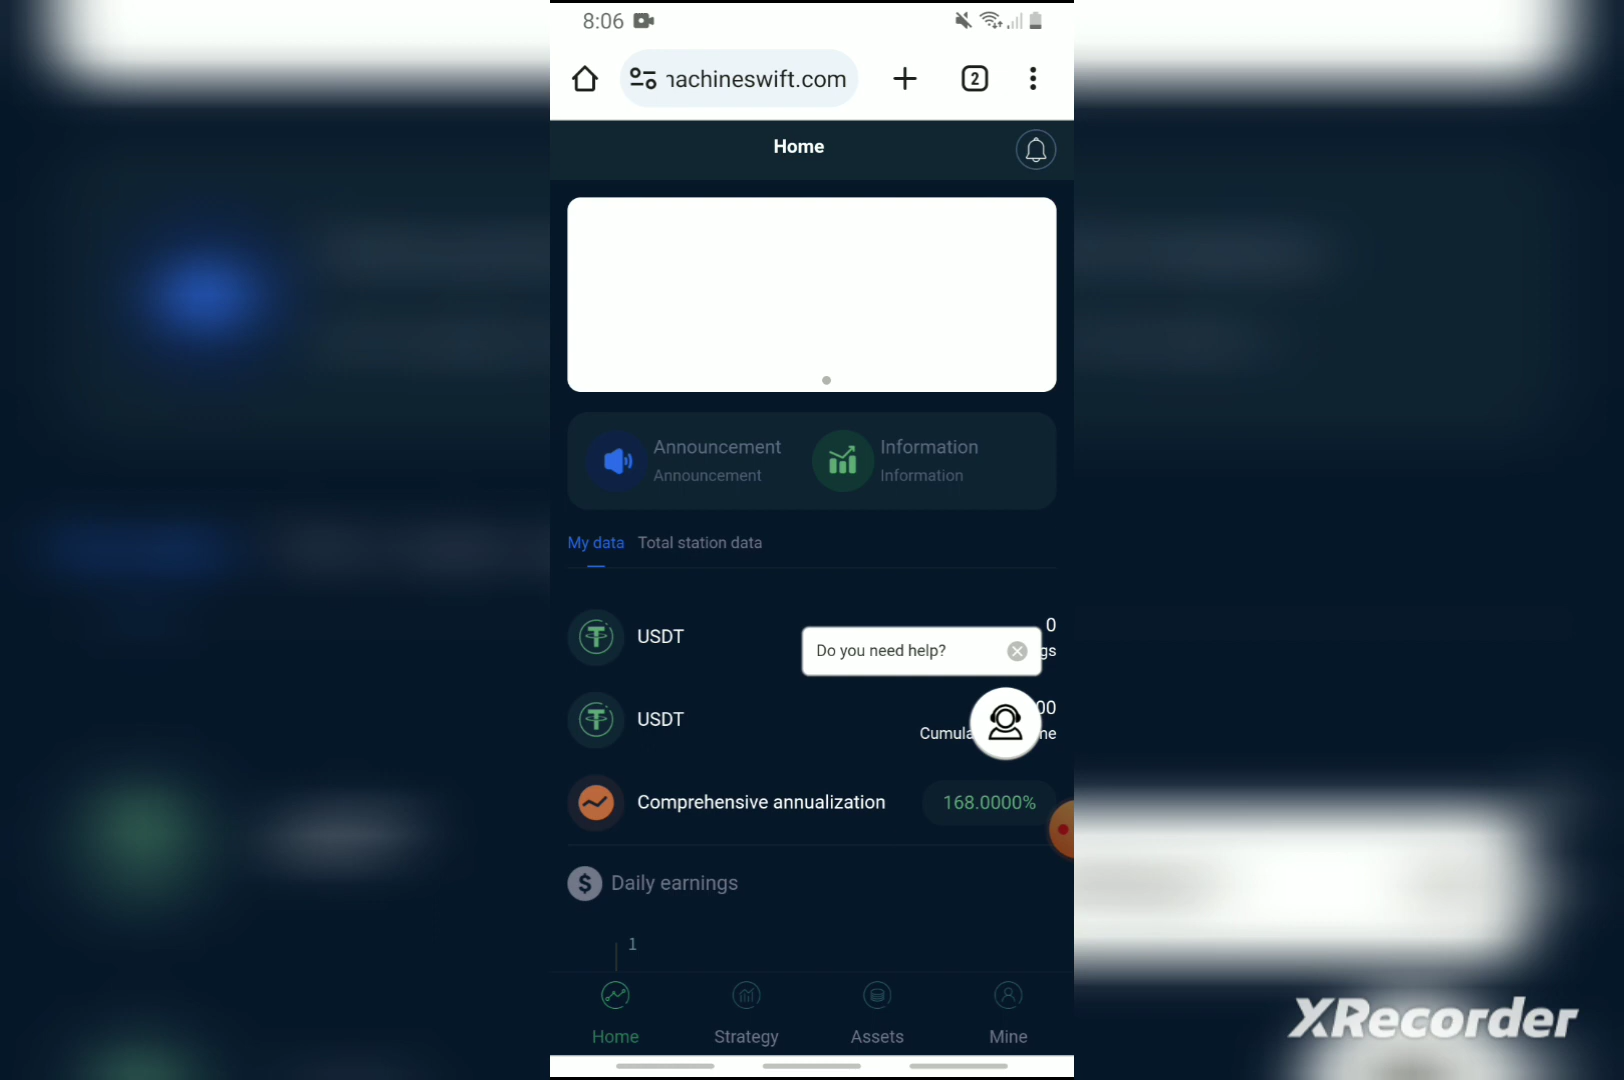 8:06
nachineswift.com
2
Home
Announcement
Announcement
Information
Information
My data
Total station data
USDT
0
Do you need help?
gs
USDT
00
Cumula
ne
Comprehensive annualization
168.0000%
$ Daily earnings
1
Home
Strategy
Assets
Mine
XRecorder